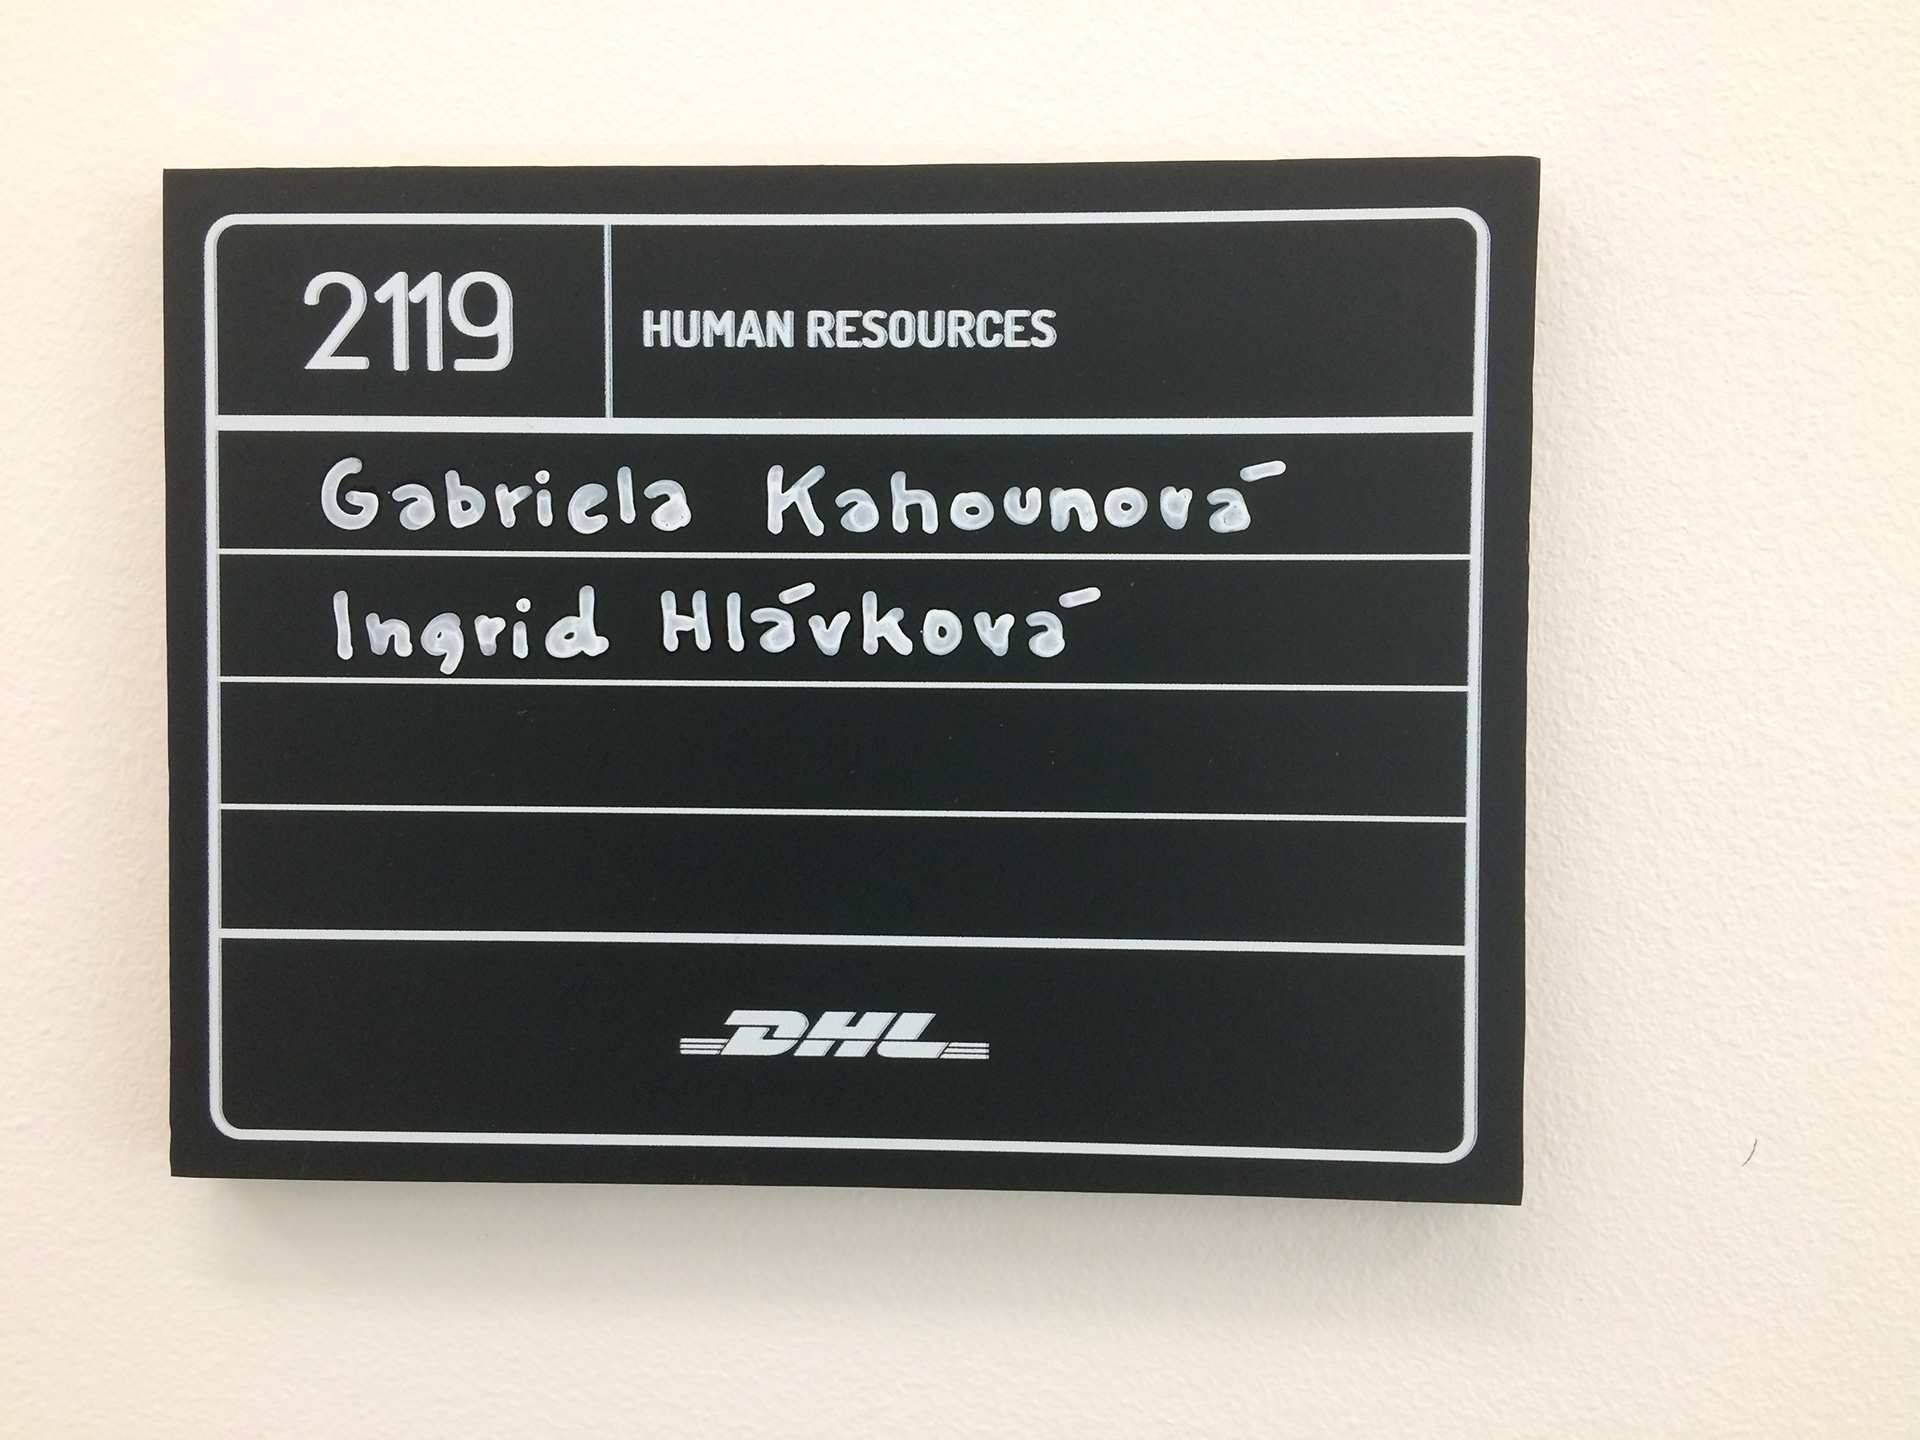 2119 HUMAN RESOURCES
Gabriela Kahounová
Ingrid Hlávková
DHL